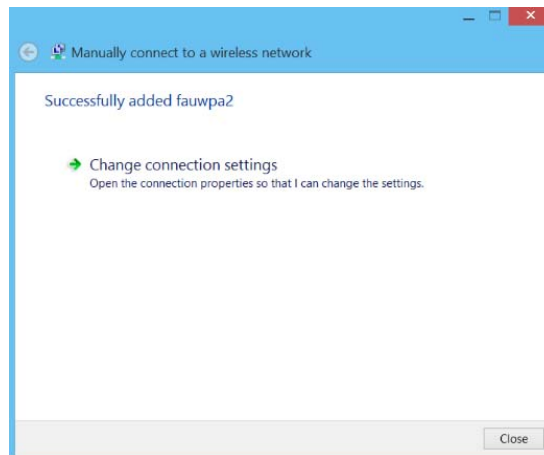 Manually connect to a wireless network
Successfully added fauwpa2
Change connection settings
Open the connection properties so that I can change the settings.
Close